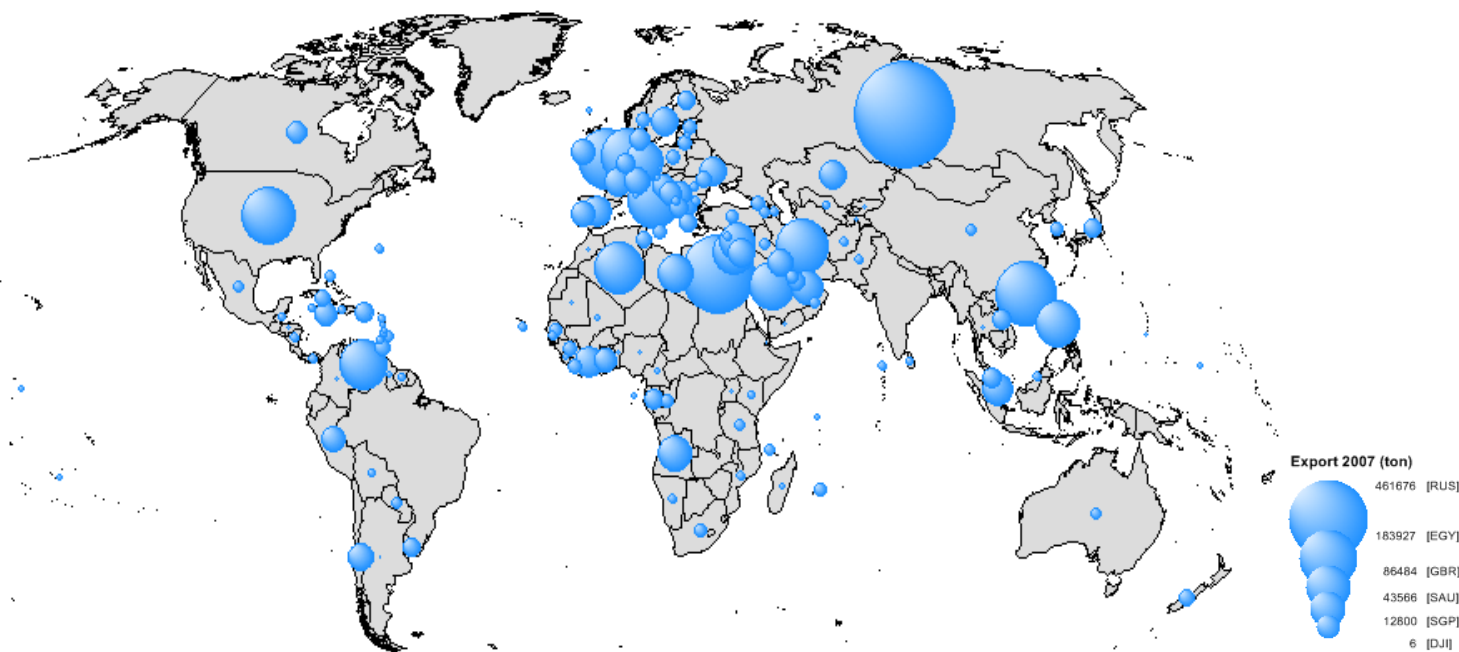 Export 2007 (ton)
461676 [RUS]
183927 [EGY]
86484 [GBR]
43566 [SAU]
12800 [SGP]
6 [DJI]